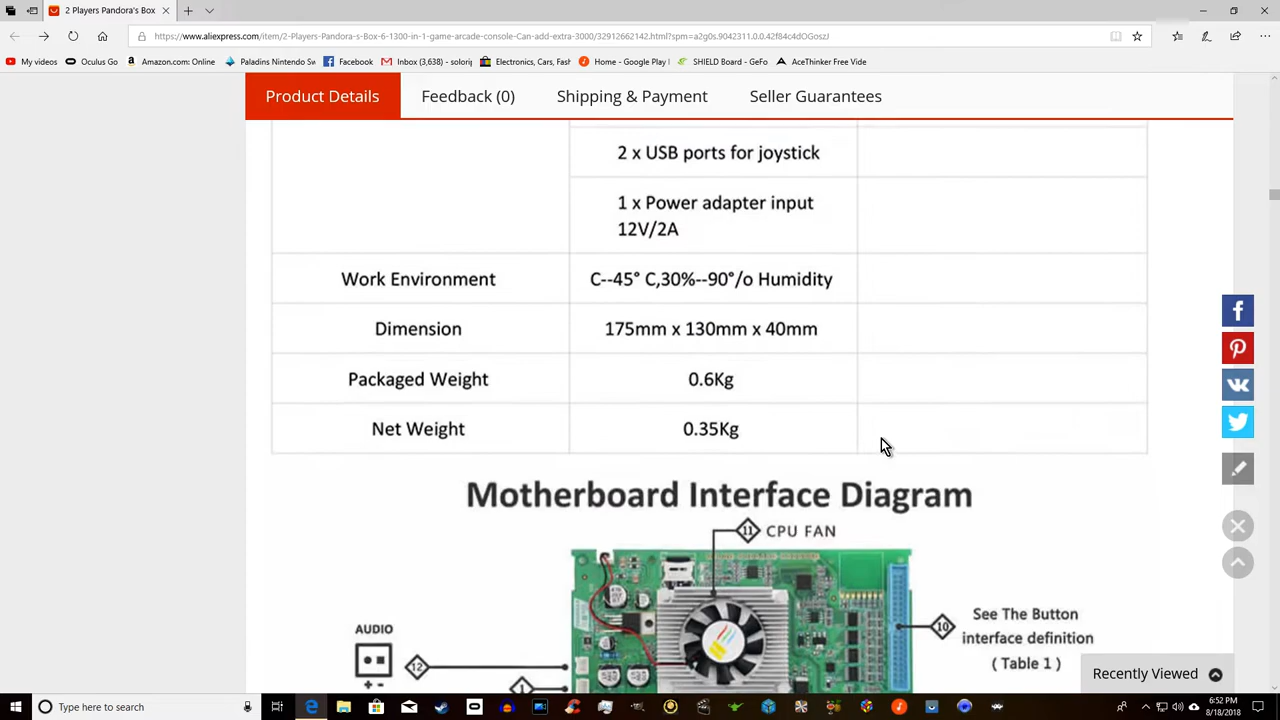 2 Players Pandora's Box
https://www.aliexpress.com/item/2-Players-Pandora-s-Box-6-1300-in-1-game-arcade-console-Can-add-extra-3000/32912662142.html?spm=a2g0s.9042311.0.0.42f84c4dOGoszJ
My videos
Oculus Go
Amazon.com: Online
Paladins Nintendo Sw
Facebook
Inbox (3,638) - solorip
Electronics, Cars, Fash
Home - Google Play
SHIELD Board - GeFo
AceThinker Free Vide
Product Details
Feedback (0)
Shipping & Payment
Seller Guarantees
2 x USB ports for joystick
1 x Power adapter input
12V/2A
Work Environment
C--45° C,30%--90°/o Humidity
Dimension
175mm x 130mm x 40mm
Packaged Weight
0.6Kg
Net Weight
0.35Kg
Motherboard Interface Diagram
11 CPU FAN
AUDIO
12
1
10
See The Button
interface definition
( Table 1 )
Recently Viewed
Type here to search
6:52 PM
8/18/2018